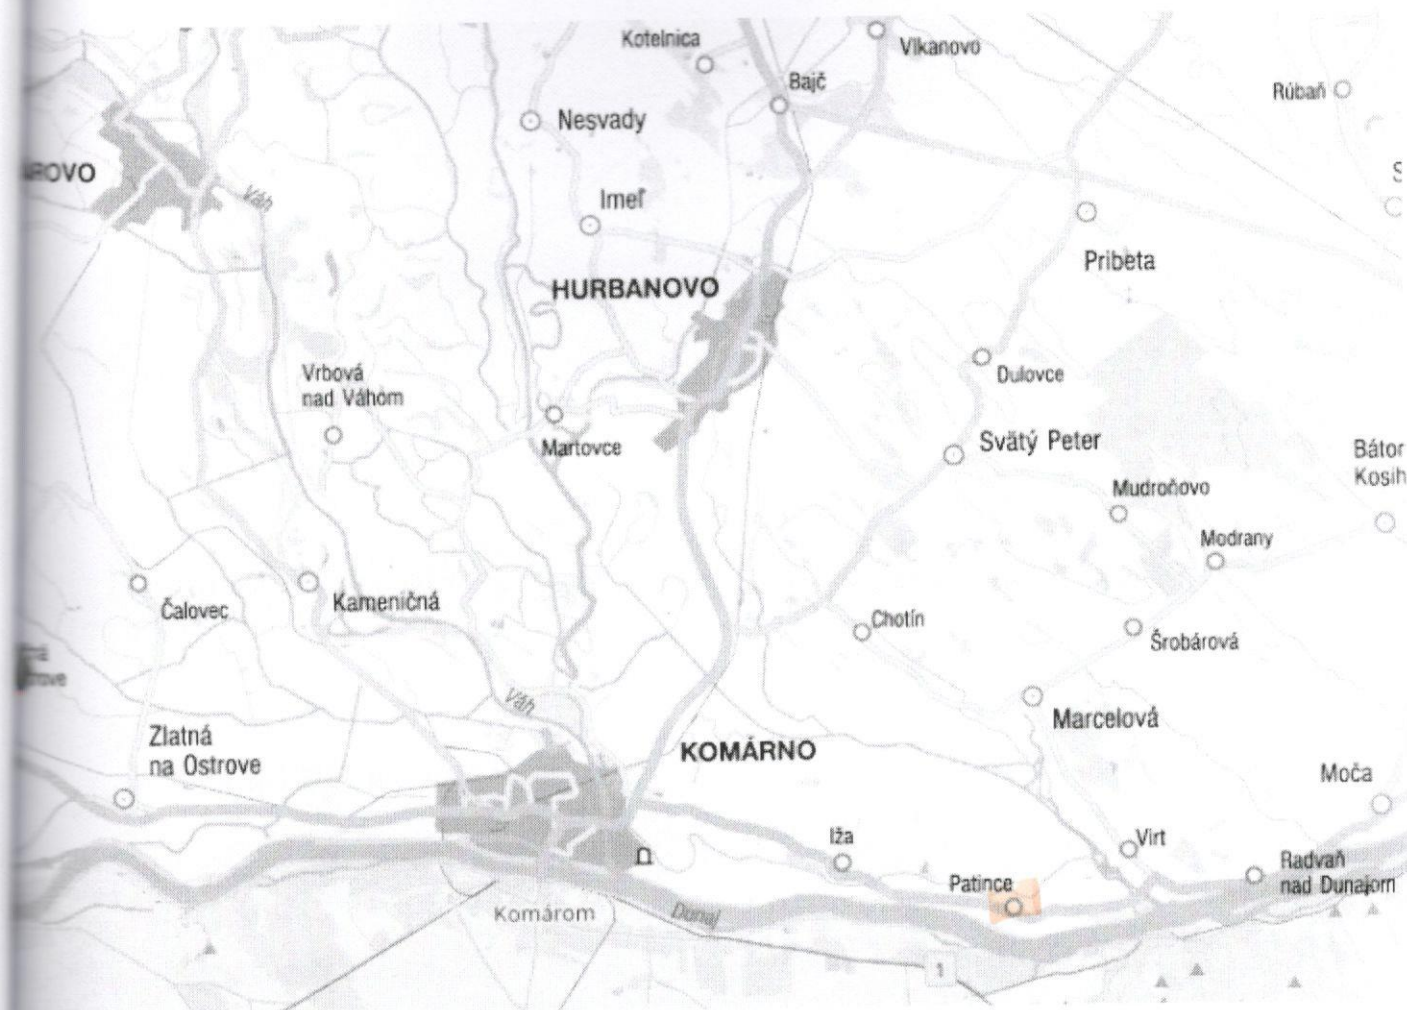 Kotelnica
Vlkanovo
Bajč
Rúbaň
Nesvady
Imeľ
Váh
HURBANOVO
Pribeta
Vrbová
nad Váhom
Dulovce
Martovce
Svätý Peter
Bátor
Kosih
Mudroňovo
Modrany
Čalovec
Kameničná
Chotín
Šrobárová
Váh
Marcelová
Zlatná
na Ostrove
KOMÁRNO
Moča
Iža
Virt
Patince
Radvaň
nad Dunajom
Komárom
Dunaj
1